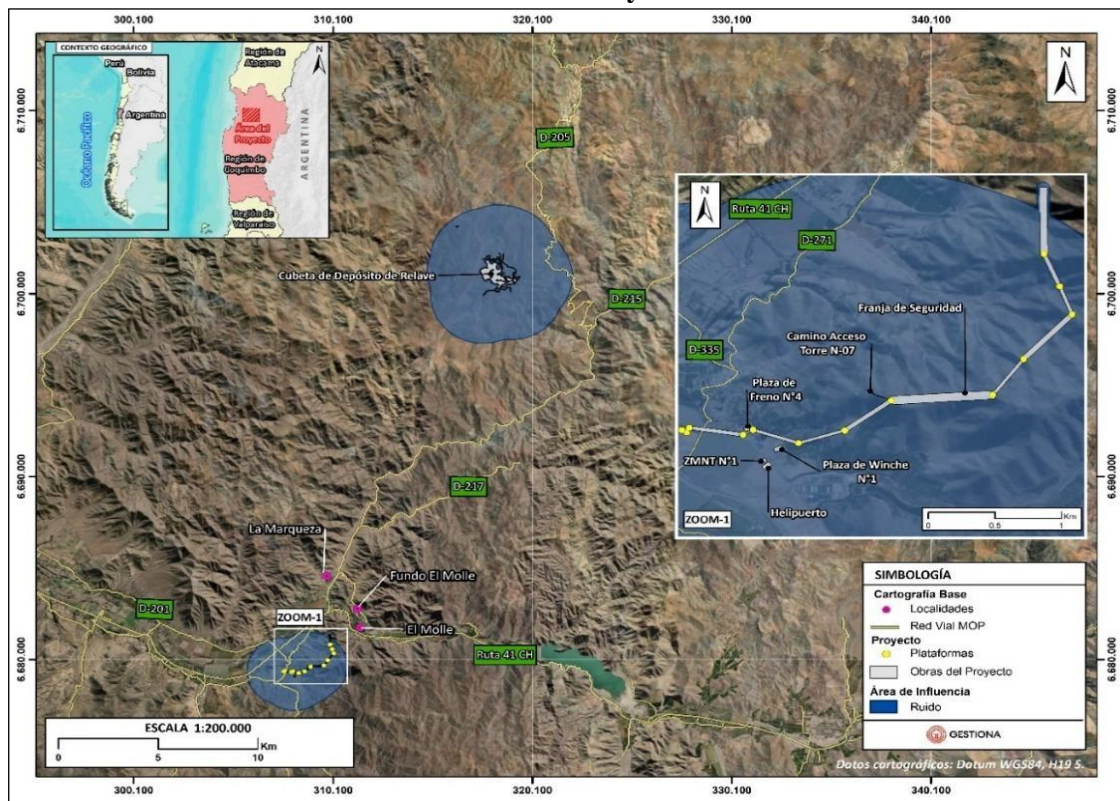 300.100
310.100
320.100
330.100
340.100
CONTEXTO GEOGRÁFICO
Perú
Bolivia
Argentina
Océano Pacífico
N
Región de
Atacama
Área del
Proyecto
Región de
Coquimbo
Región de
Valparaíso
ARGENTINA
N
6.710.000
6.710.000
D-205
Cubeta de Depósito de Relave
6.700.000
6.700.000
D-215
N
Ruta 41 CH
D-271
Franja de Seguridad
Camino Acceso
Torre N-07
D-335
Plaza de
Freno N°4
ZMNT N°1
Plaza de Winche
N°1
Helipuerto
ZOOM-1
0
0.5
1
Km
6.690.000
6.690.000
D-217
La Marqueza
Fundo El Molle
D-201
ZOOM-1
El Molle
Ruta 41 CH
6.680.000
6.680.000
SIMBOLOGÍA
Cartografía Base
Localidades
Red Vial MOP
Proyecto
Plataformas
Obras del Proyecto
Área de Influencia
Ruido
GESTIONA
ESCALA 1:200.000
0
5
10
Km
Datos cartográficos: Datum WGS84, H19 S.
300.100
310.100
320.100
330.100
340.100